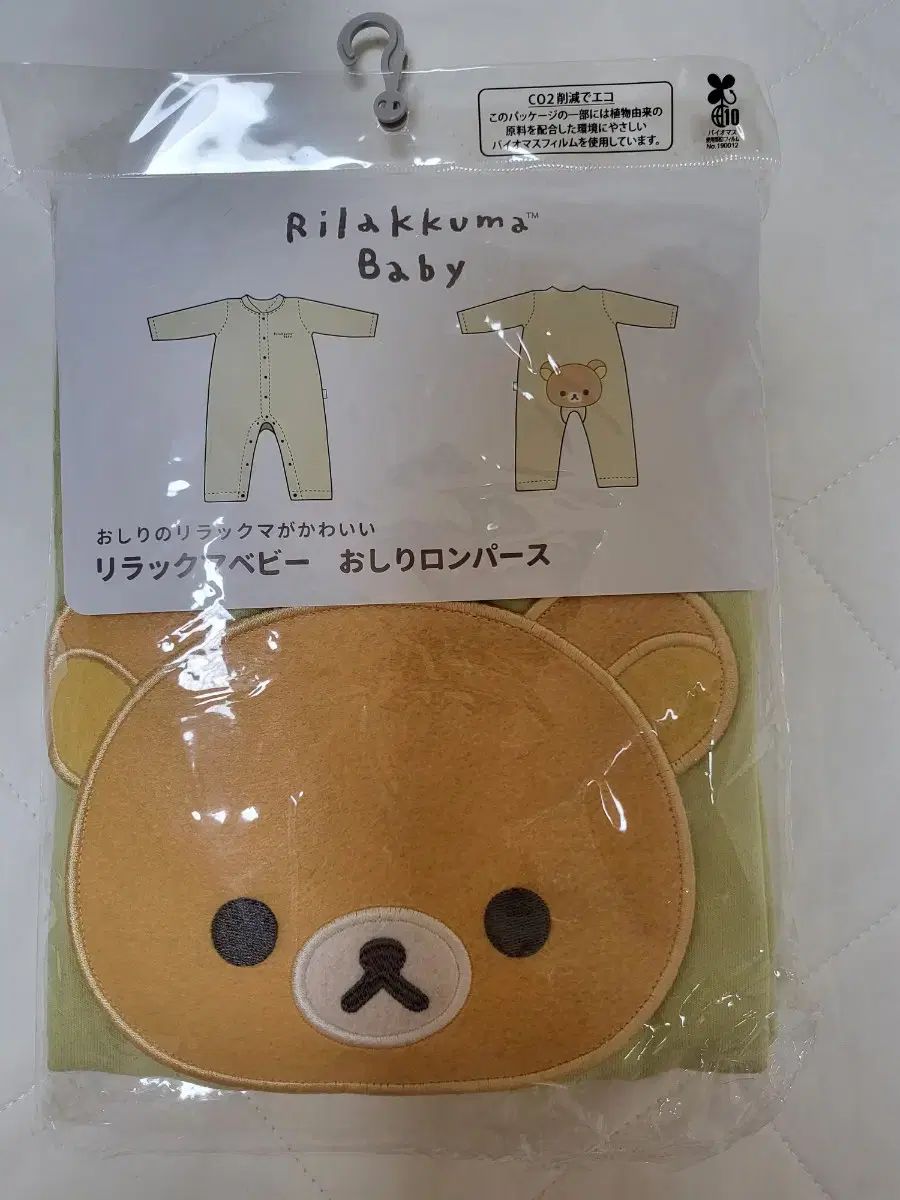 CO2削減でエコ
このパッケージの一部には植物由来の
原料を配合した環境にやさしい
バイオマスフィルムを使用しています。
10
バイオマス
No.190012
Rilakkuma™
Baby
おしりのリラックマがかわいい
リラックマベビー おしりロンパース